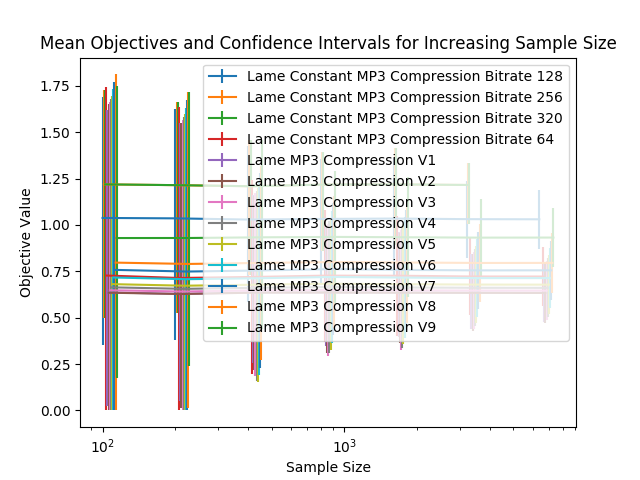 Mean Objectives and Confidence Intervals for Increasing Sample Size
Objective Value
1.75
1.50
1.25
1.00
0.75
0.50
0.25
0.00
Lame Constant MP3 Compression Bitrate 128
Lame Constant MP3 Compression Bitrate 256
Lame Constant MP3 Compression Bitrate 320
Lame Constant MP3 Compression Bitrate 64
Lame MP3 Compression V1
Lame MP3 Compression V2
Lame MP3 Compression V3
Lame MP3 Compression V4
Lame MP3 Compression V5
Lame MP3 Compression V6
Lame MP3 Compression V7
Lame MP3 Compression V8
Lame MP3 Compression V9
10² 10³
Sample Size